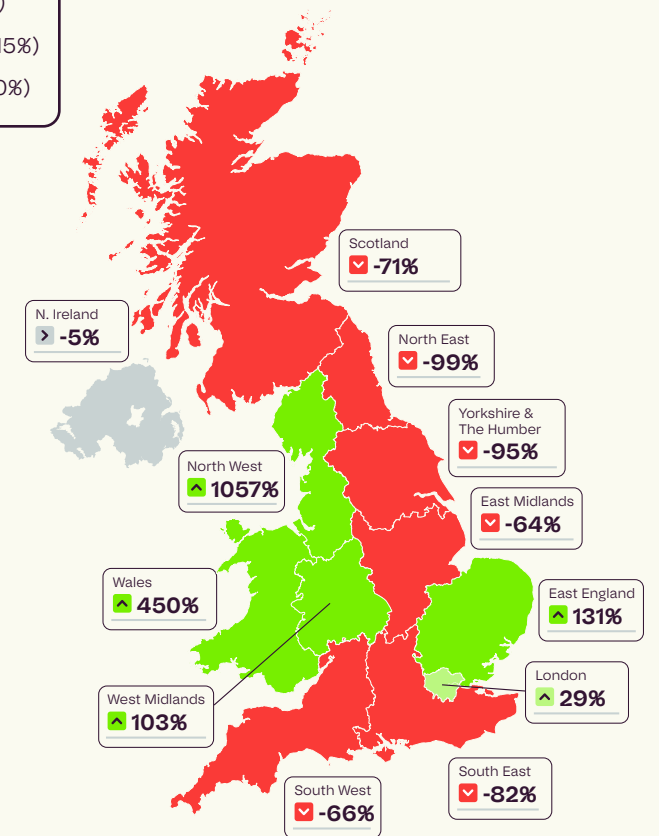 )
15%)
0%)
Scotland
-71%
N. Ireland
-5%
North East
-99%
Yorkshire &
The Humber
-95%
North West
1057%
East Midlands
-64%
Wales
450%
East England
131%
London
29%
West Midlands
103%
South East
-82%
South West
-66%